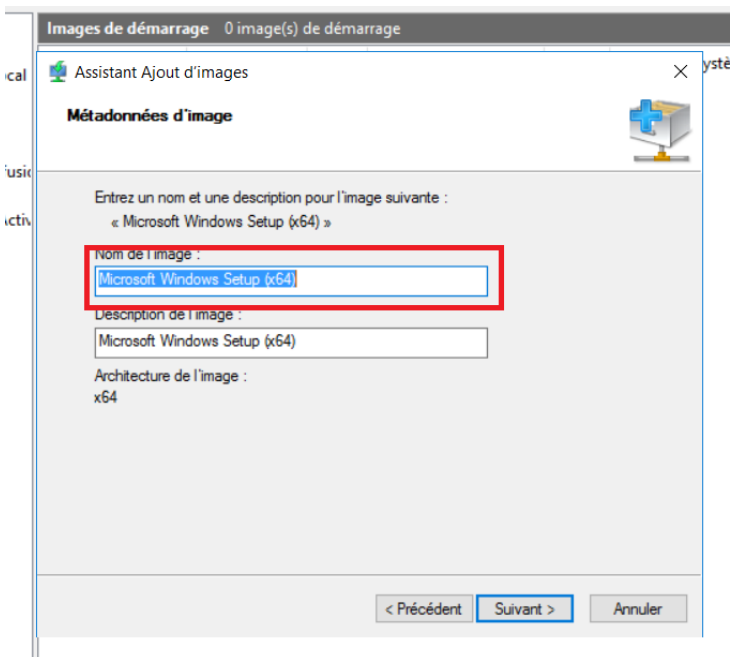 Images de démarrage 0 image(s) de démarrage
Assistant Ajout d'images
Métadonnées d'image
Entrez un nom et une description pour l'image suivante :
« Microsoft Windows Setup (x64) »
Nom de l'image :
Microsoft Windows Setup (x64)
Description de l'image :
Microsoft Windows Setup (x64)
Architecture de l'image :
x64
< Précédent Suivant > Annuler